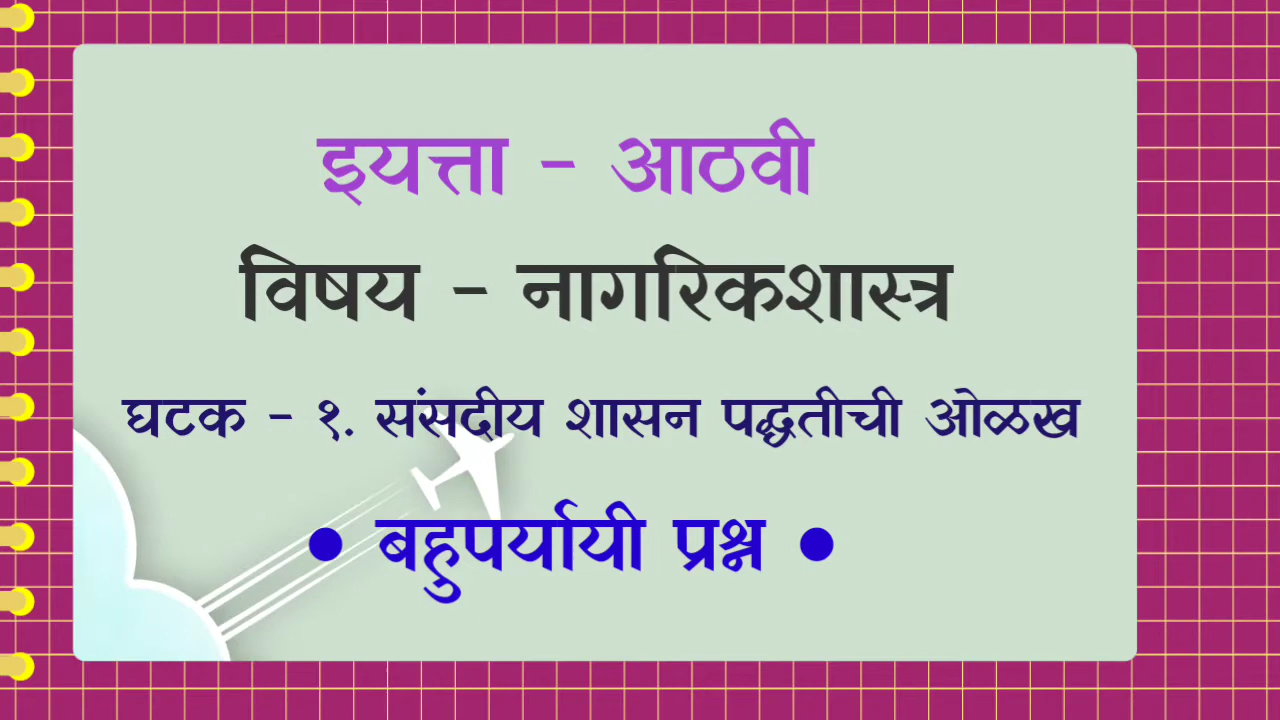 इयत्ता - आठवी
विषय - नागरिकशास्त्र
घटक - १. संसदीय शासन पद्धतीची ओळख
• बहुपर्यायी प्रश्न •